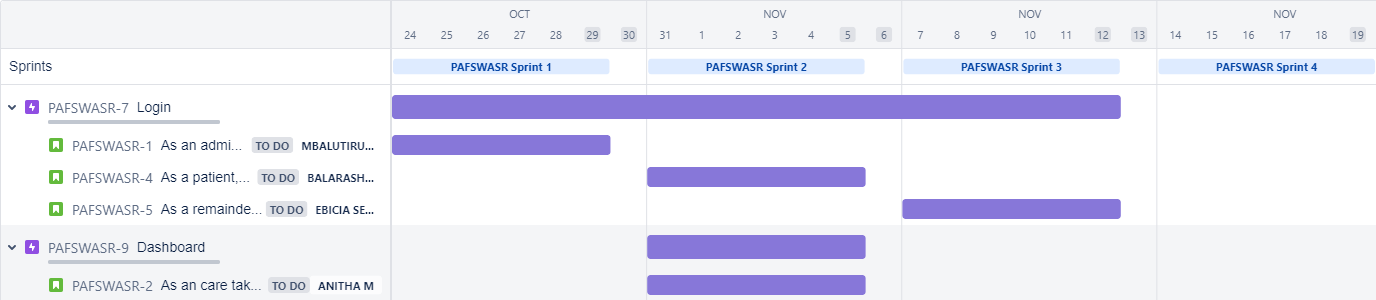 OCT NOV NOV NOV
24 25 26 27 28 29 30 31 1 2 3 4 5 6 7 8 9 10 11 12 13 14 15 16 17 18 19
Sprints PAFSWASR Sprint 1 PAFSWASR Sprint 2 PAFSWASR Sprint 3 PAFSWASR Sprint 4
PAFSWASR-7 Login
PAFSWASR-1 As an admi... TO DO MBALUTIRU...
PAFSWASR-4 As a patient,... TO DO BALARASH...
PAFSWASR-5 As a remainde... TO DO EBICIA SE...
PAFSWASR-9 Dashboard
PAFSWASR-2 As an care tak... TO DO ANITHA M